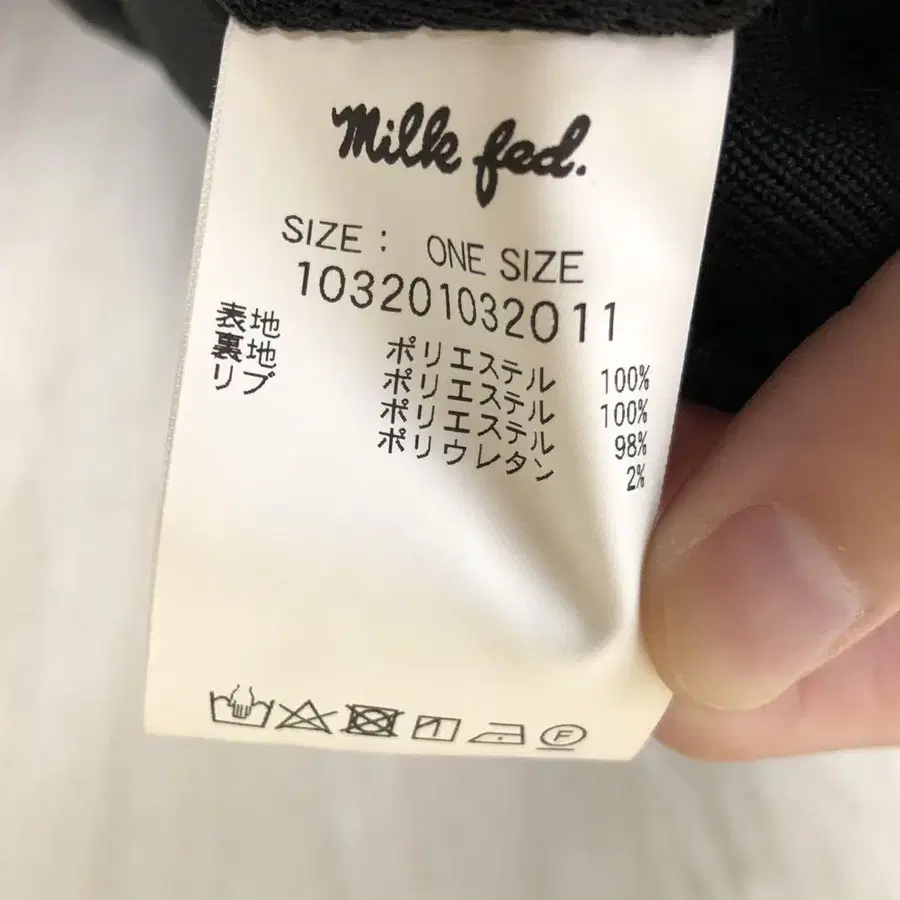 Milk fed.
SIZE : ONE SIZE
103201032011
表地 ポリエステル 100%
裏地 ポリエステル 100%
リブ ポリエステル 98%
ポリウレタン 2%
F